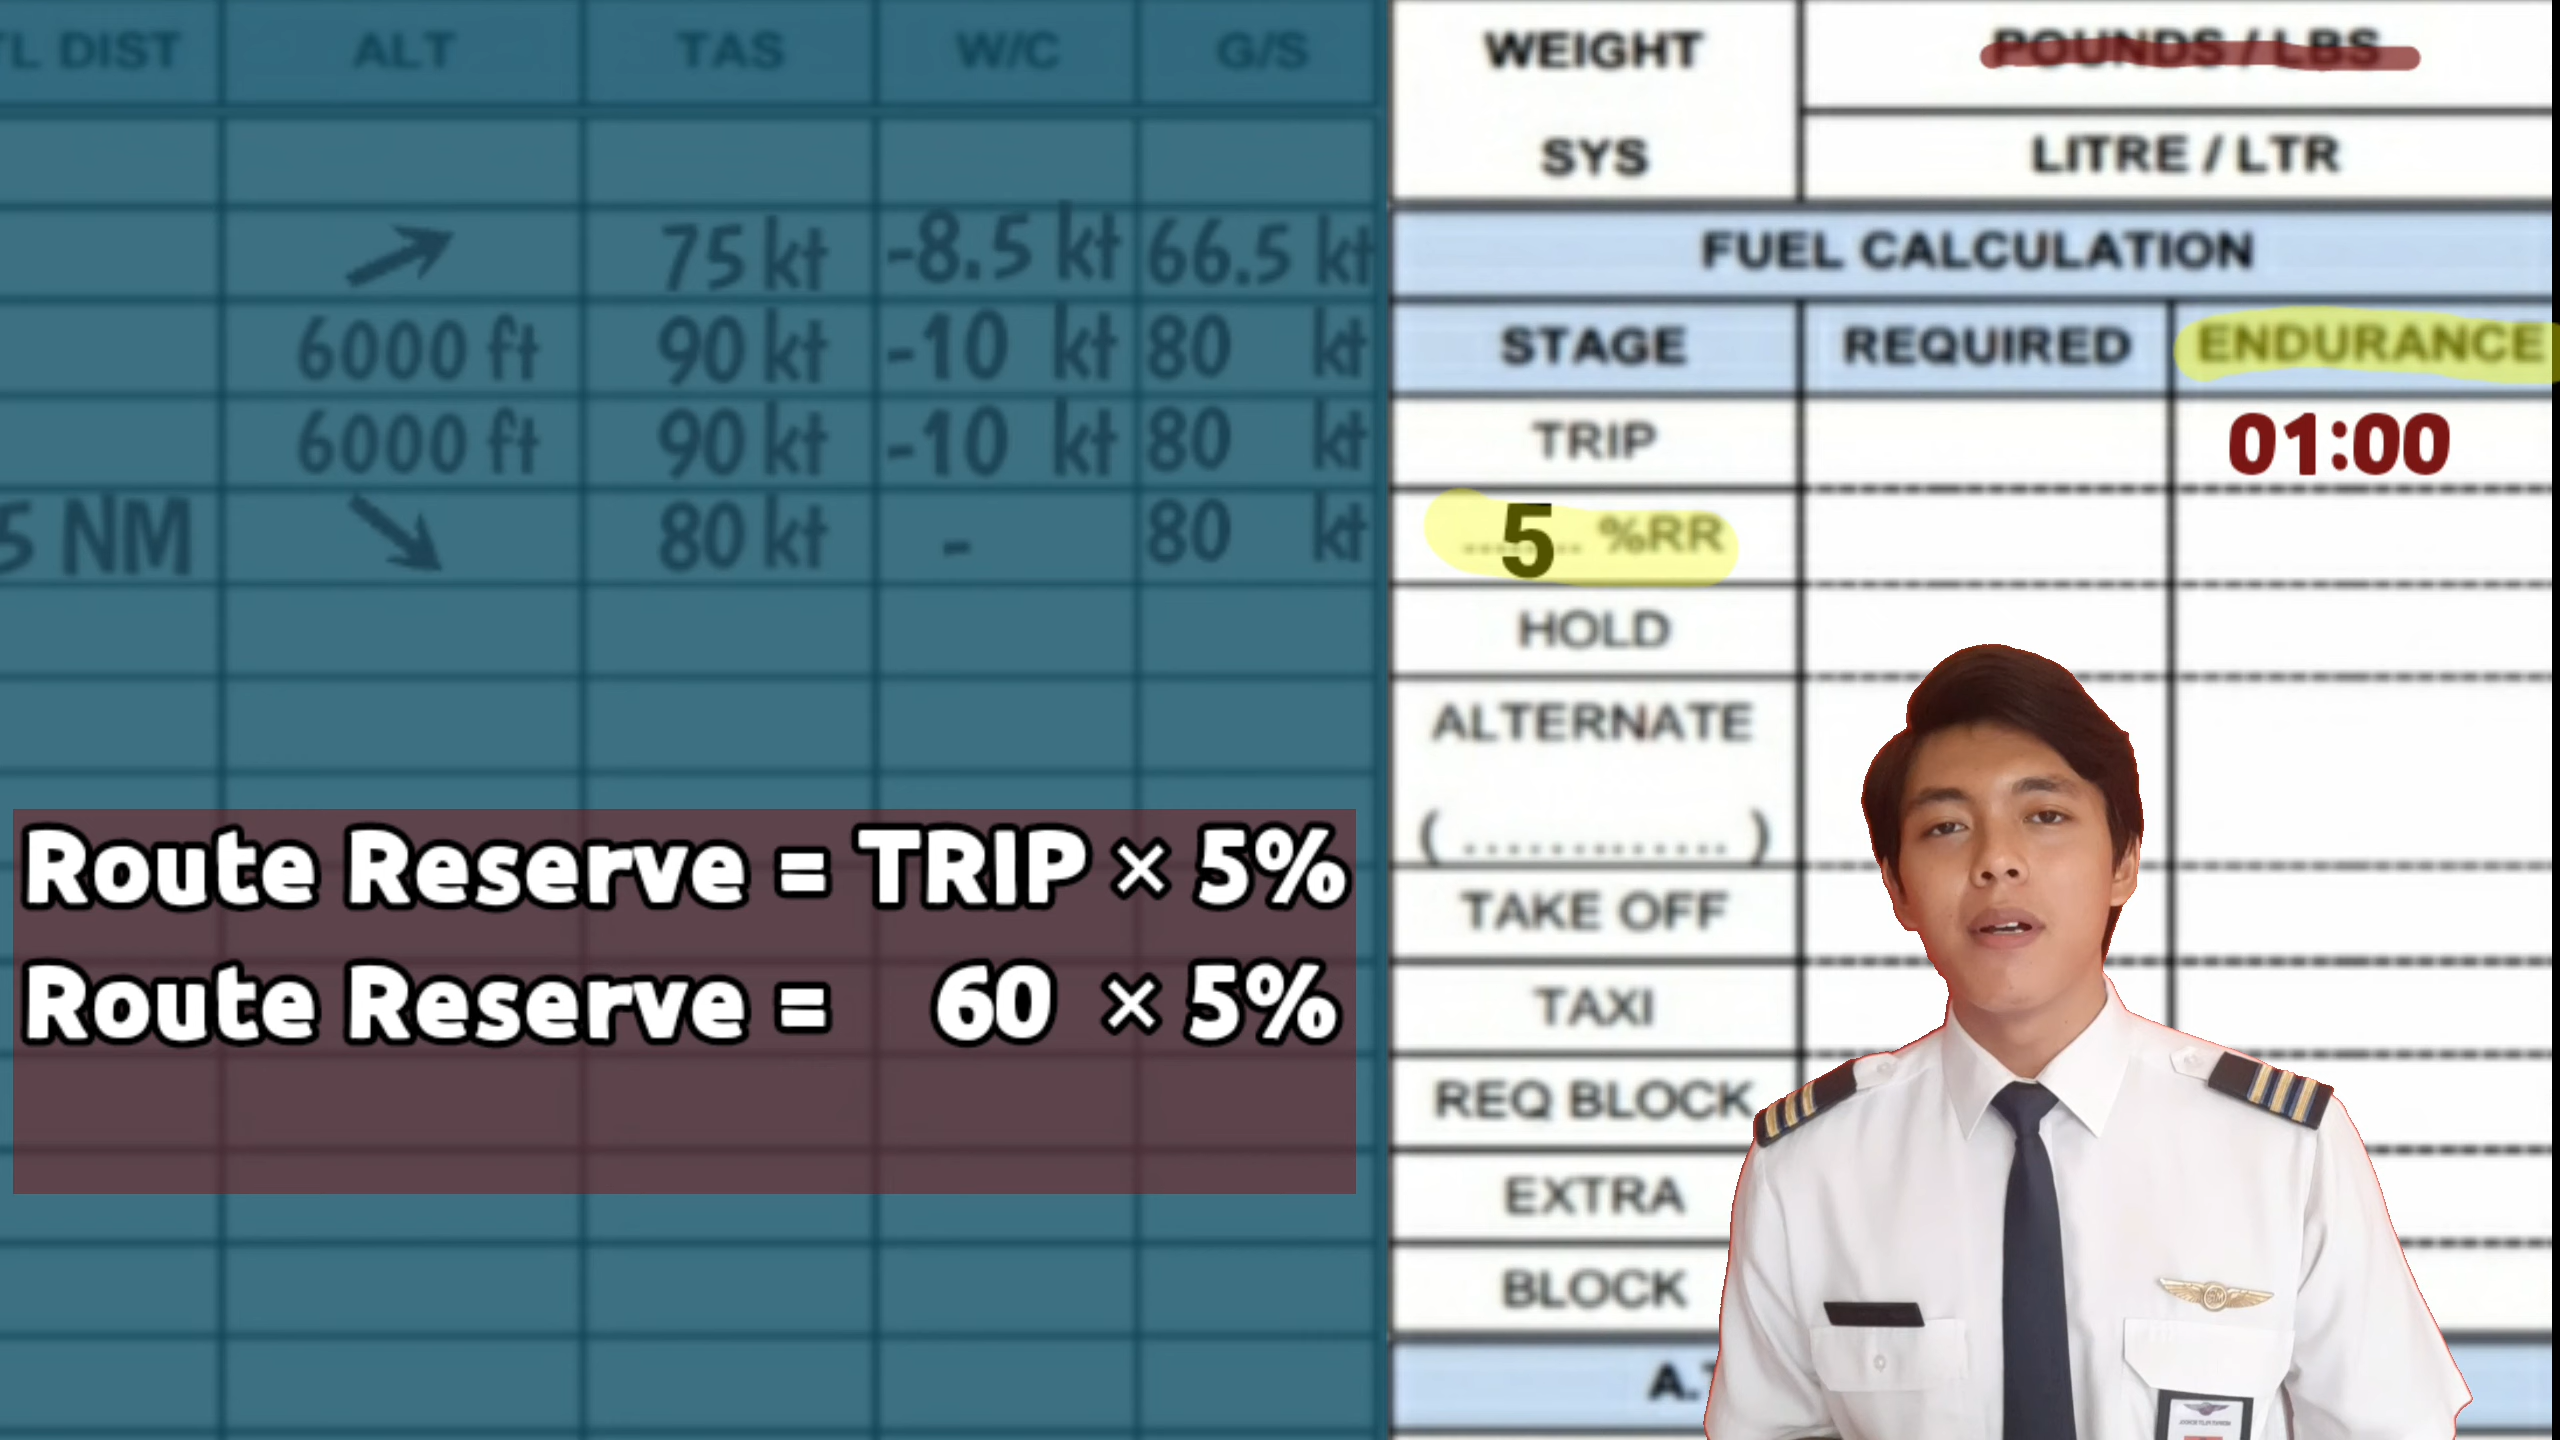 TL DIST ALT TAS W/C G/S
75 kt -8.5 kt 66.5 kt
6000 ft 90 kt -10 kt 80 kt
6000 ft 90 kt -10 kt 80 kt
5 NM 80 kt - 80 kt
Route Reserve = TRIP × 5%
Route Reserve = 60 × 5%
WEIGHT SYS POUNDS / LBS
LITRE / LTR
FUEL CALCULATION
STAGE REQUIRED ENDURANCE
TRIP 01:00
5 ........ %RR
HOLD
ALTERNATE
( .............. )
TAKE OFF
TAXI
REQ BLOCK
EXTRA
BLOCK
A.